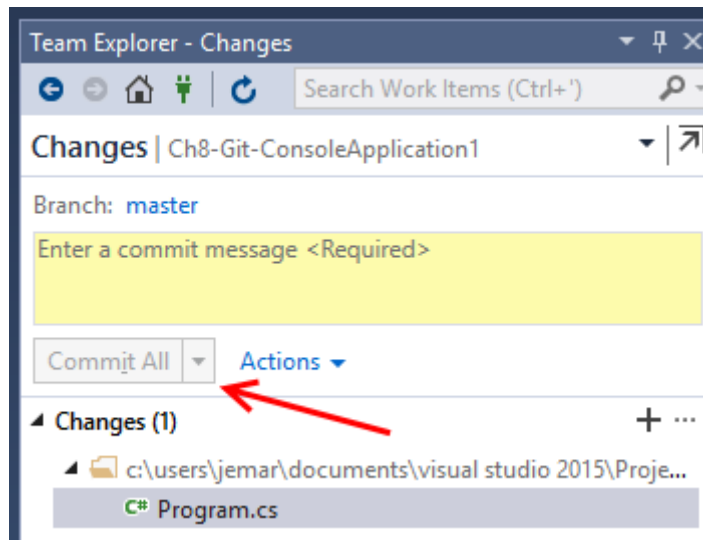 Team Explorer - Changes
Search Work Items (Ctrl+')
Changes | Ch8-Git-ConsoleApplication1
Branch: master
Enter a commit message <Required>
Commit All Actions
Changes (1)
c:\users\jemar\documents\visual studio 2015\Proje...
C# Program.cs